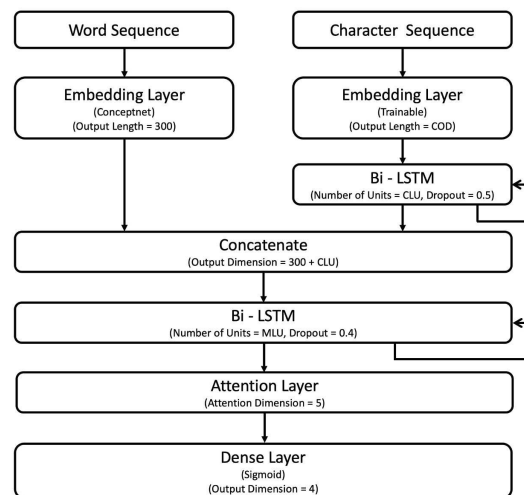 Word Sequence
Character Sequence
Embedding Layer
(Conceptnet)
(Output Length = 300)
Embedding Layer
(Trainable)
(Output Length = COD)
Bi - LSTM
(Number of Units = CLU, Dropout = 0.5)
Concatenate
(Output Dimension = 300 + CLU)
Bi - LSTM
(Number of Units = MLU, Dropout = 0.4)
Attention Layer
(Attention Dimension = 5)
Dense Layer
(Sigmoid)
(Output Dimension = 4)